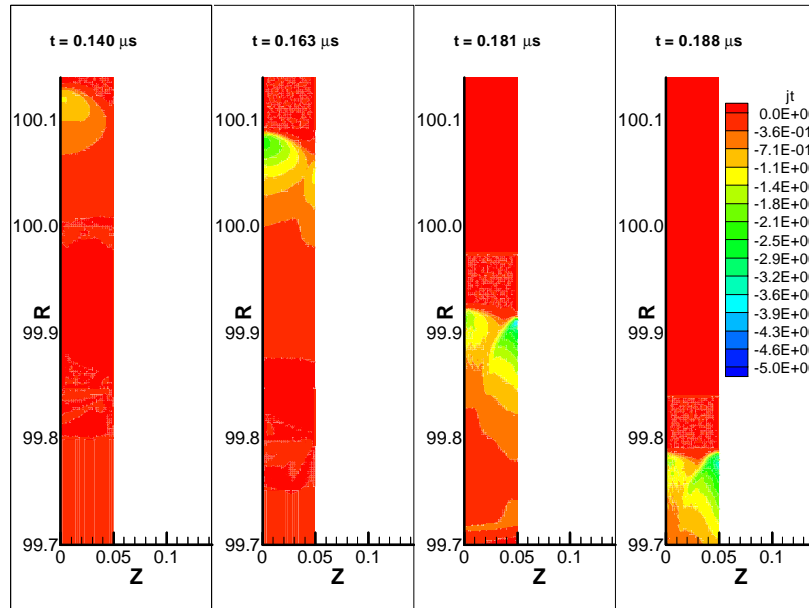 t = 0.140 μs
t = 0.163 μs
t = 0.181 μs
t = 0.188 μs
jt
0.0E+0
-3.6E-01
-7.1E-01
-1.1E+00
-1.4E+00
-1.8E+00
-2.1E+00
-2.5E+00
-2.9E+00
-3.2E+00
-3.6E+00
-3.9E+00
-4.3E+00
-4.6E+00
-5.0E+00
100.1
100.0
99.9
99.8
99.7
R
0 0.05 0.1
Z
100.1
100.0
99.9
99.8
99.7
R
0 0.05 0.1
Z
100.1
100.0
99.9
99.8
99.7
R
0 0.05 0.1
Z
100.1
100.0
99.9
99.8
99.7
R
0 0.05 0.1
Z